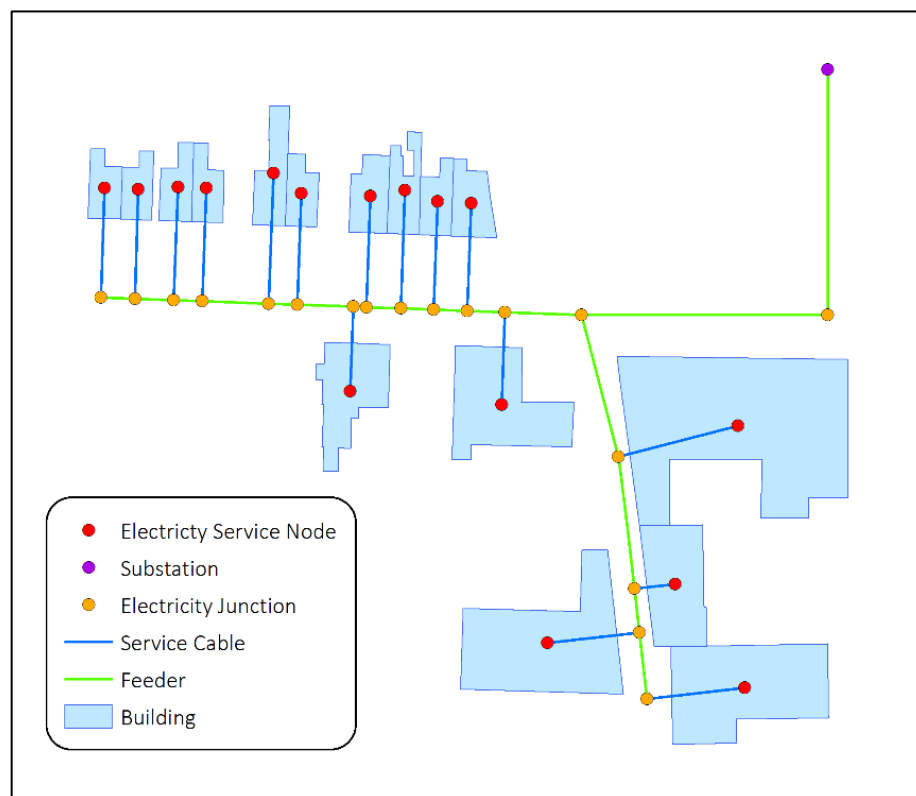 Electricty Service Node
Substation
Electricity Junction
Service Cable
Feeder
Building